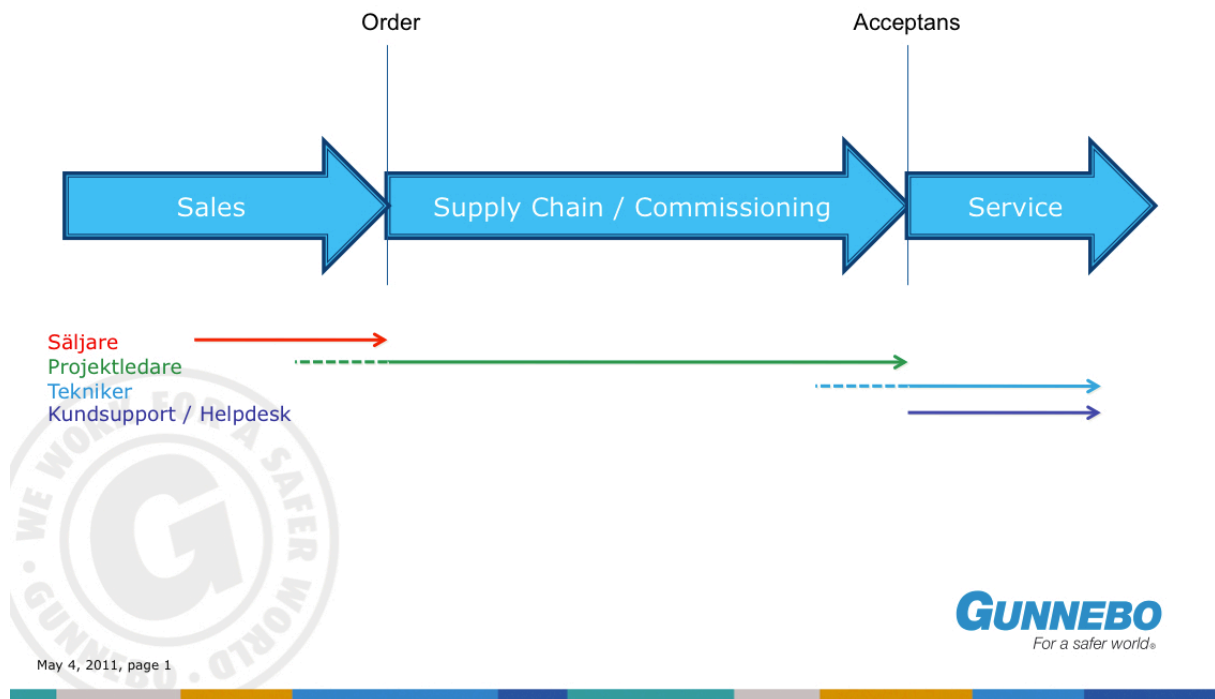 Order
Acceptans
Sales
Supply Chain / Commissioning
Service
Säljare
Projektledare
Tekniker
Kundsupport / Helpdesk
WE WORK FOR A SAFER WORLD • GUNNEBO •
G
GUNNEBO
For a safer world®
May 4, 2011, page 1